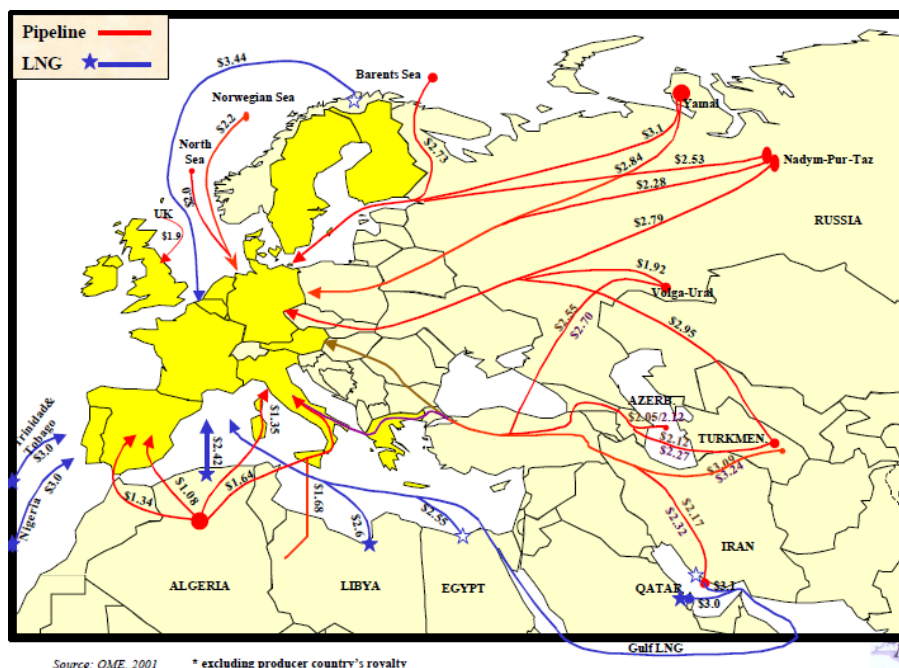 Pipeline
LNG
$3.44
Barents Sea
Norwegian Sea
$2.2
North
Sea
$2.0
UK
$1.9
$2.73
Yamal
$3.1
$2.84
$2.53
$2.28
Nadym-Pur-Taz
$2.79
RUSSIA
$1.92
Volga-Ural
$2.55
$2.70
$2.95
AZERB.
$2.05/2.12
$2.12
$2.27
TURKMEN.
$3.09
$3.24
Trinidad&
Tobago
$3.0
$3.0
Nigeria
$1.34
$1.08
$2.42
$1.64
$1.35
$1.68
$2.6
$2.55
$2.17
$2.32
IRAN
ALGERIA
LIBYA
EGYPT
QATAR
$3.1
$3.0
Gulf LNG
Source: OME, 2001
* excluding producer country's royalty